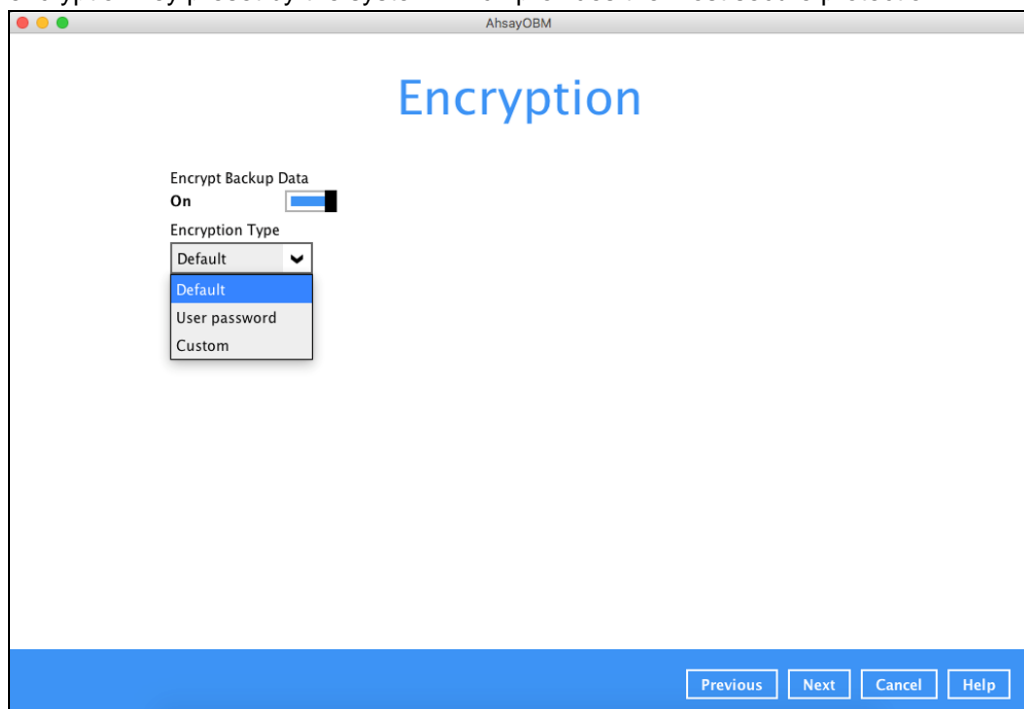 AhsayOBM
Encryption
Encrypt Backup Data
On
Encryption Type
Default
Default
User password
Custom
Previous Next Cancel Help